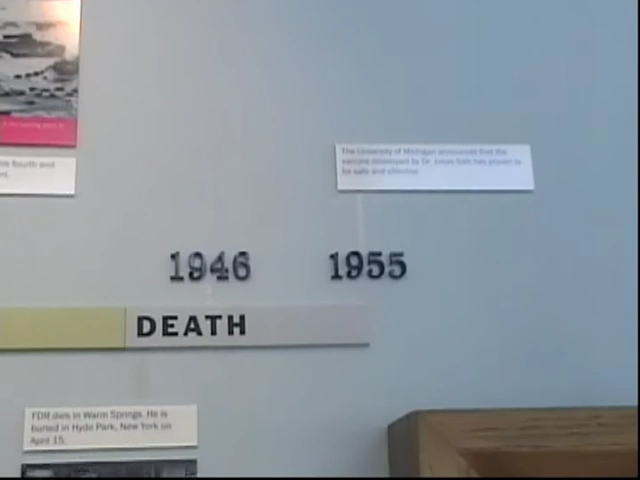 The University of Michigan announces that the
vaccine developed by Dr. Jonas Salk has proven to
be safe and effective.
fourth and
1946
1955
DEATH
FDR dies in Warm Springs. He is
buried in Hyde Park, New York on
April 15.